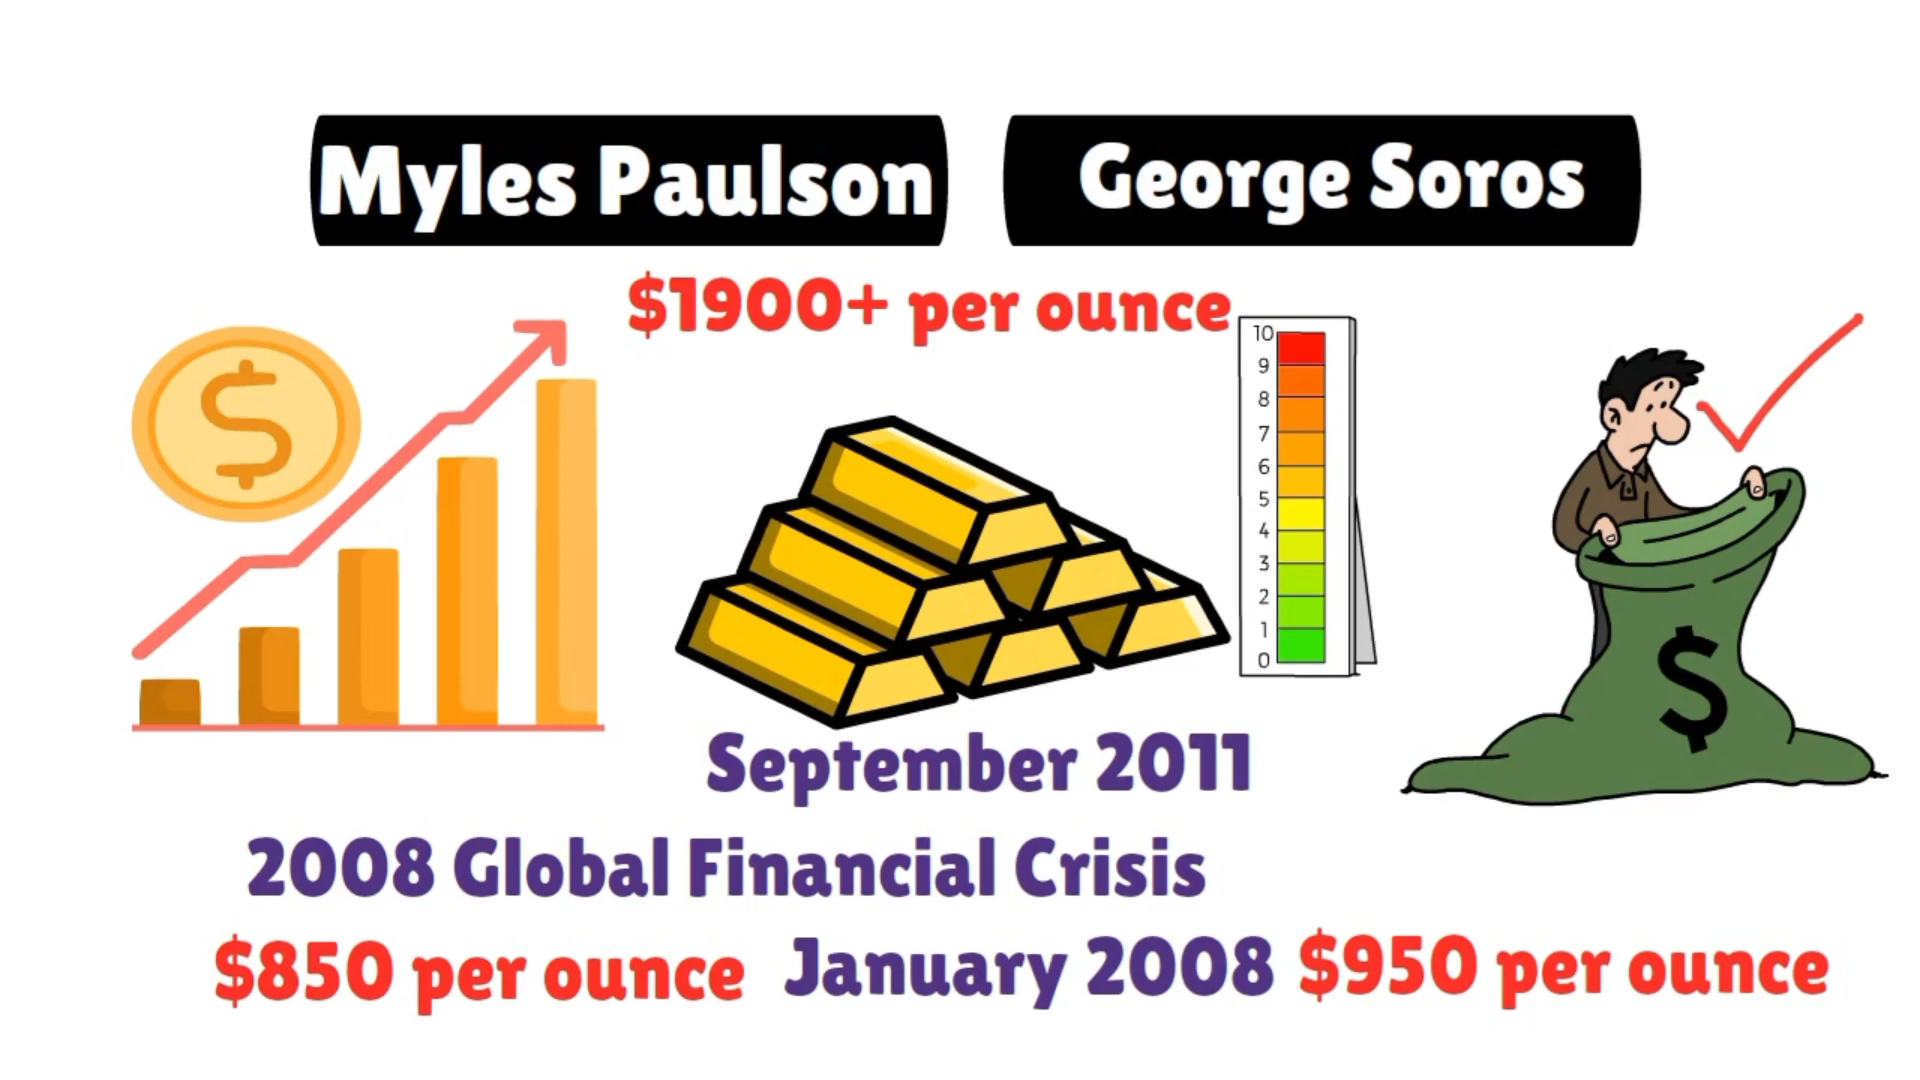 Myles Paulson
George Soros
$1900+ per ounce
10
9
8
7
6
5
4
3
2
1
0
$
$
September 2011
2008 Global Financial Crisis
$850 per ounce January 2008 $950 per ounce